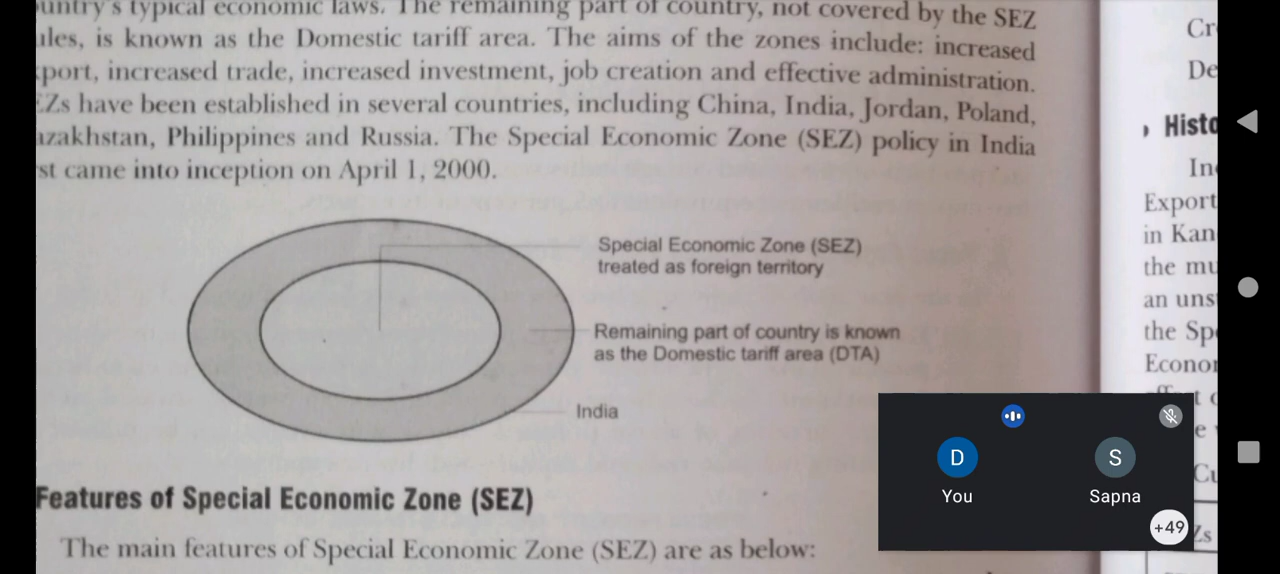 untry's typical economic laws. The remaining part of country, not covered by the SEZ
ules, is known as the Domestic tariff area. The aims of the zones include: increased
xport, increased trade, increased investment, job creation and effective administration.
EZs have been established in several countries, including China, India, Jordan, Poland,
azakhstan, Philippines and Russia. The Special Economic Zone (SEZ) policy in India
rst came into inception on April 1, 2000.
Special Economic Zone (SEZ)
treated as foreign territory
Remaining part of country is known
as the Domestic tariff area (DTA)
India
Features of Special Economic Zone (SEZ)
The main features of Special Economic Zone (SEZ) are as below:
Cr
De
Histo
In
Export
in Kan
the mu
an uns
the Sp
Econor
D
You
S
Sapna
+49
Zs